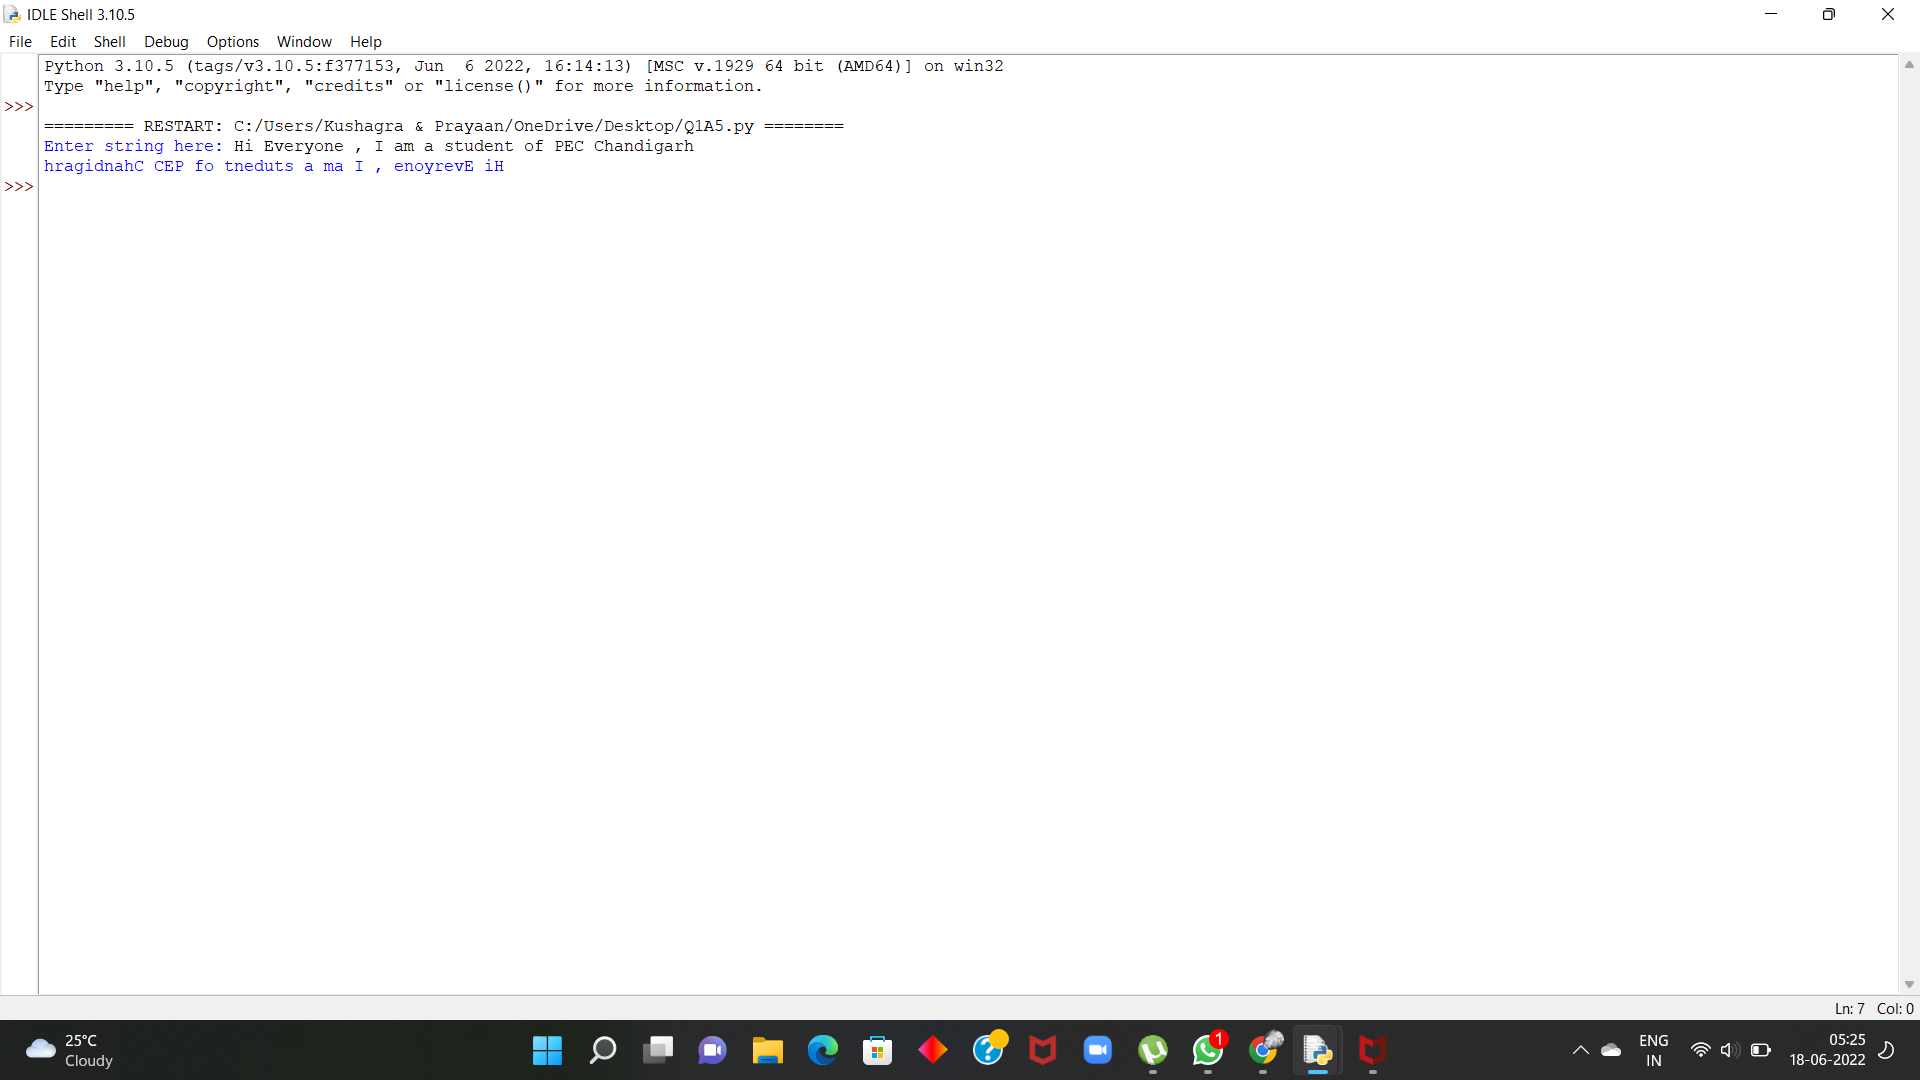 IDLE Shell 3.10.5
File Edit Shell Debug Options Window Help
Python 3.10.5 (tags/v3.10.5:f377153, Jun  6 2022, 16:14:13) [MSC v.1929 64 bit (AMD64)] on win32
Type "help", "copyright", "credits" or "license()" for more information.
>>>
========= RESTART: C:/Users/Kushagra & Prayaan/OneDrive/Desktop/Q1A5.py ========
Enter string here: Hi Everyone , I am a student of PEC Chandigarh
hragidnahC CEP fo tneduts a ma I , enoyrevE iH
>>>
Ln: 7 Col: 0
25°C
Cloudy
1
ENG
IN
05:25
18-06-2022